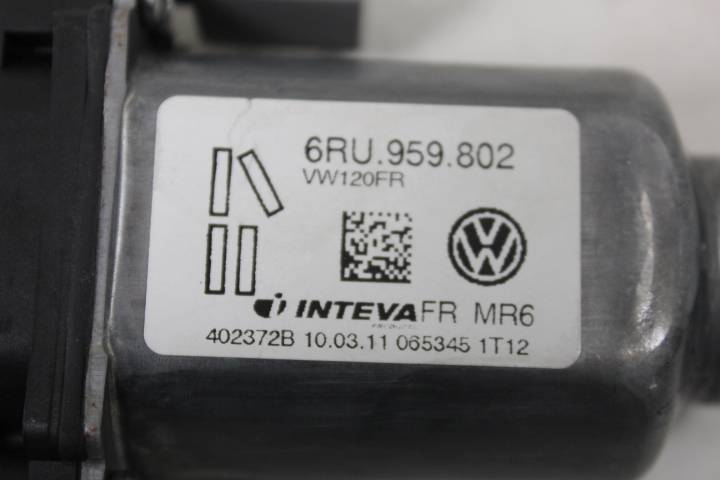 6RU.959.802
VW120FR
INTEVA FR MR6
402372B 10.03.11 065345 1T12